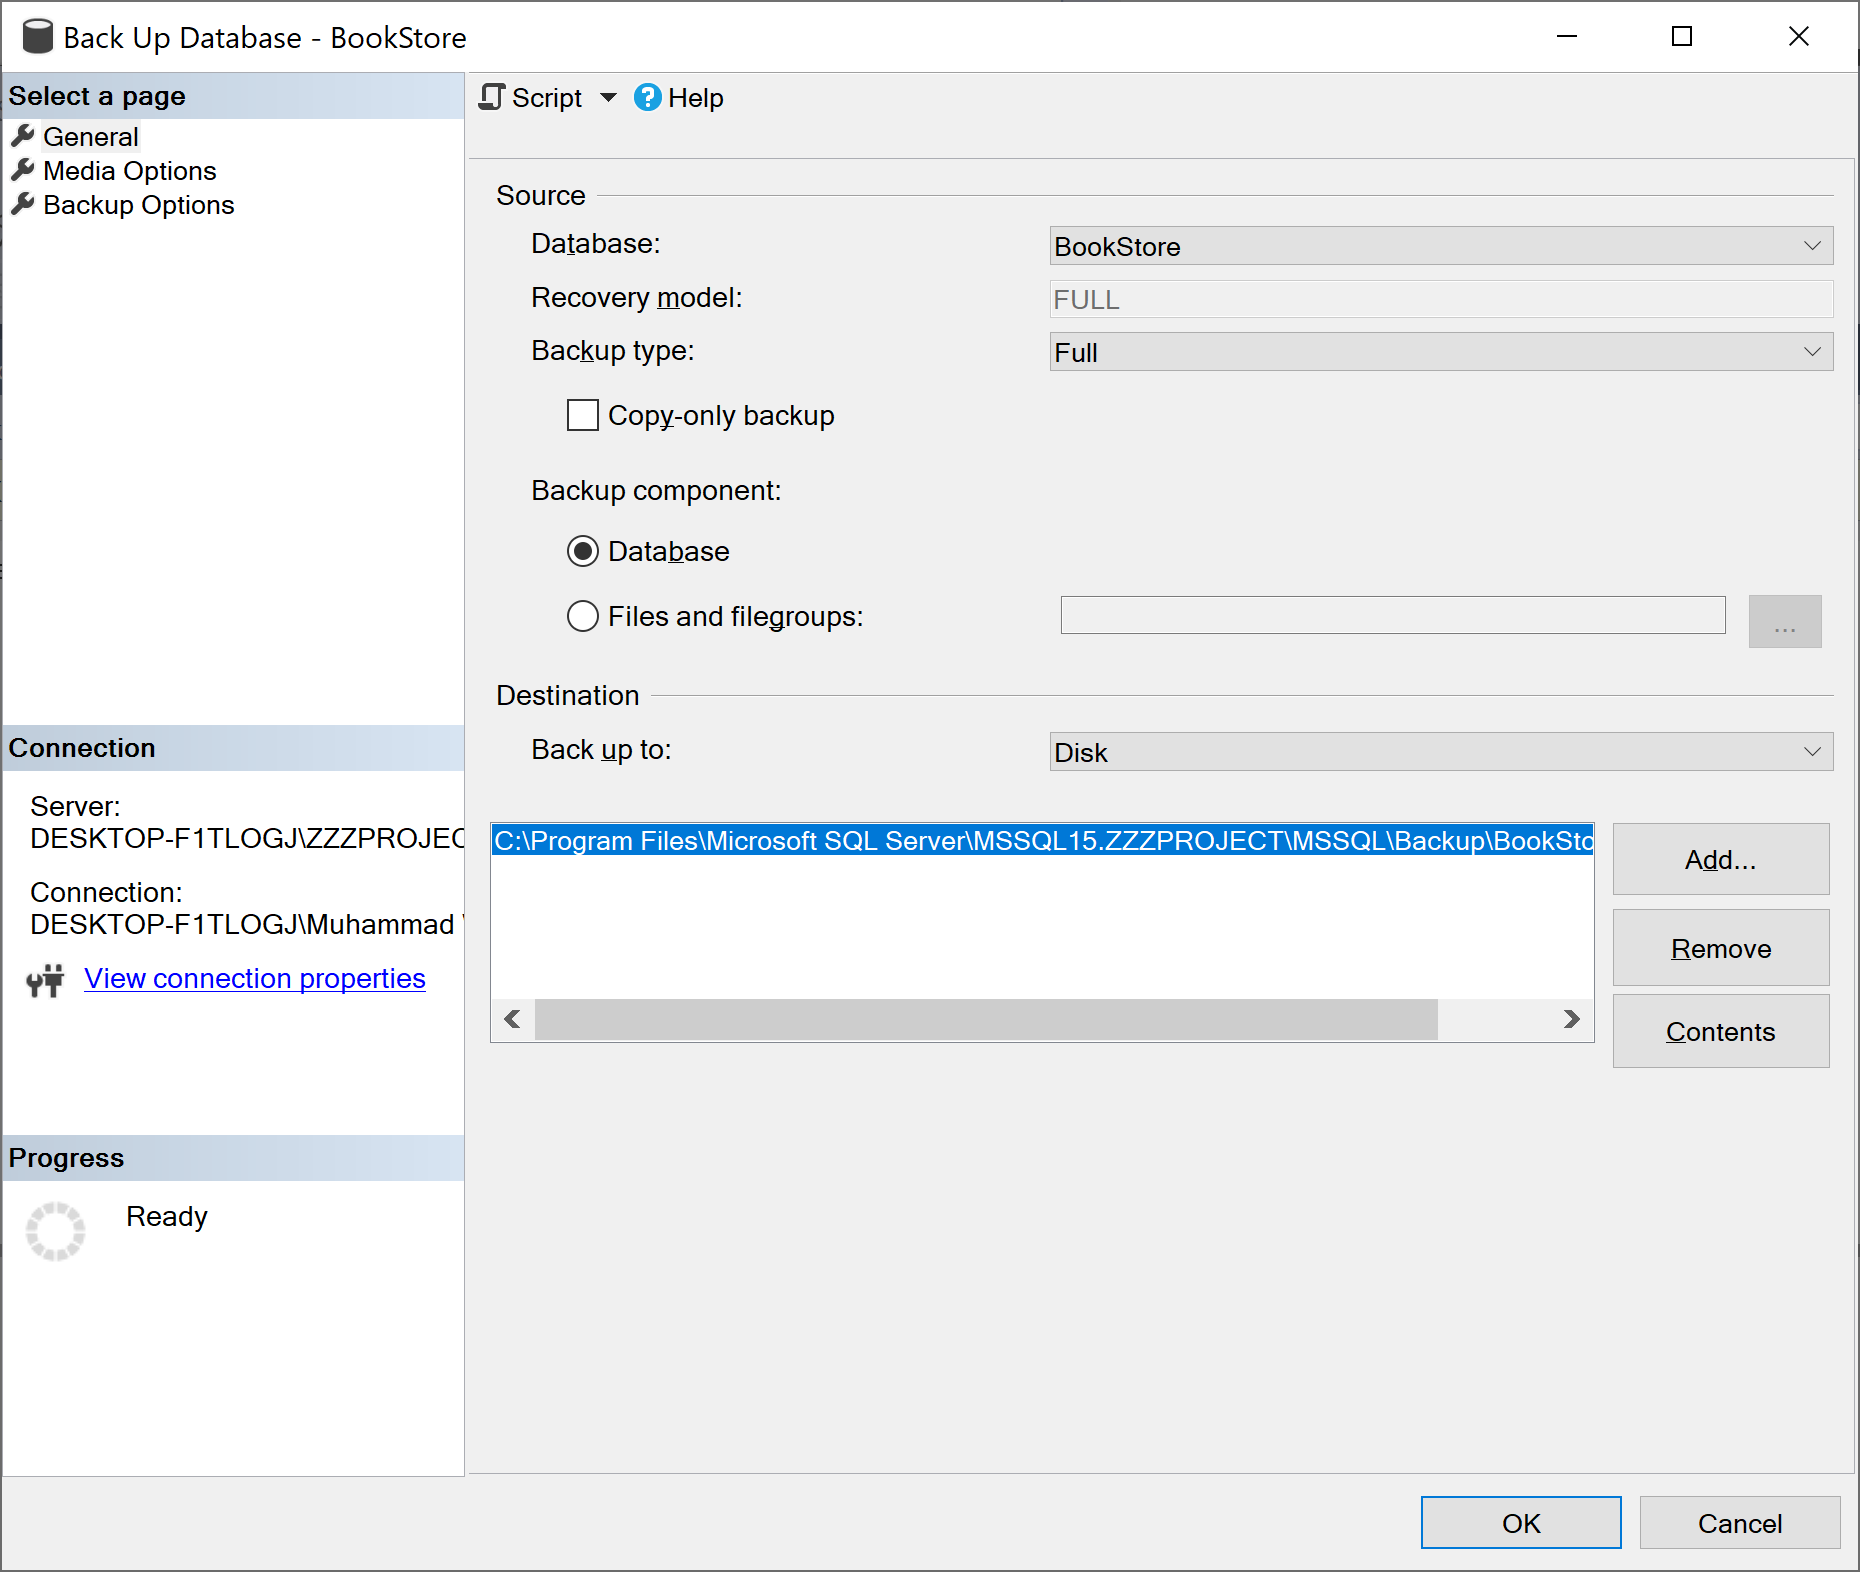 Back Up Database - BookStore
Select a page
General
Media Options
Backup Options
Script
Help
Source
Database:
BookStore
Recovery model:
FULL
Backup type:
Full
Copy-only backup
Backup component:
Database
Files and filegroups:
...
Destination
Back up to:
Disk
C:\Program Files\Microsoft SQL Server\MSSQL15.ZZZPROJECT\MSSQL\Backup\BookSto
Add...
Remove
Contents
Connection
Server:
DESKTOP-F1TLOGJ\ZZZPROJEC
Connection:
DESKTOP-F1TLOGJ\Muhammad
View connection properties
Progress
Ready
OK
Cancel